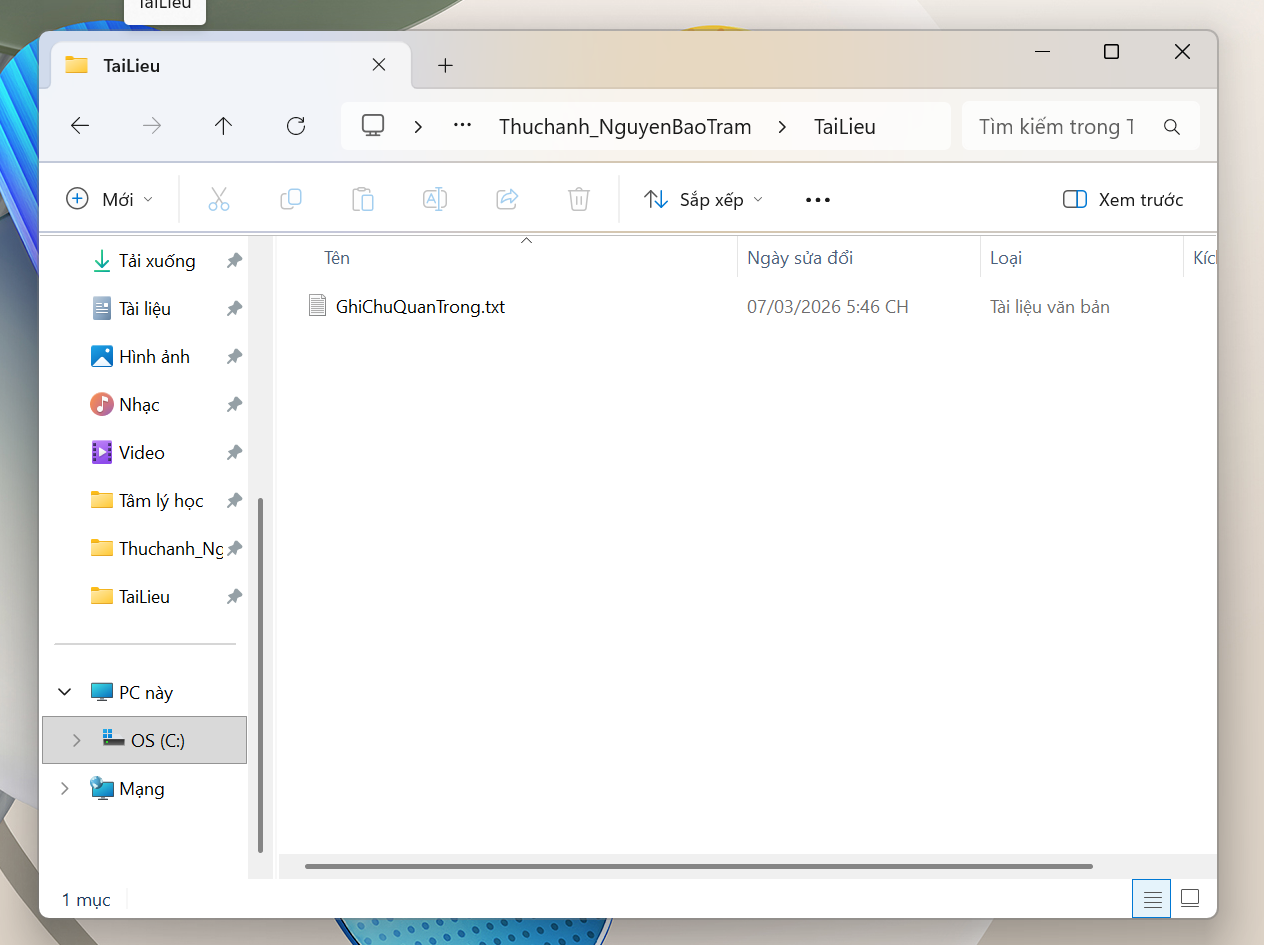 TaiLieu
TaiLieu
Thuchanh_NguyenBaoTram
TaiLieu
Tìm kiếm trong T
Mới
Sắp xếp
Xem trước
Tên
Ngày sửa đổi
Loại
Kíc
GhiChuQuanTrong.txt
07/03/2026 5:46 CH
Tài liệu văn bản
Tải xuống
Tài liệu
Hình ảnh
Nhạc
Video
Tâm lý học
Thuchanh_Ng
TaiLieu
PC này
OS (C:)
Mạng
1 mục